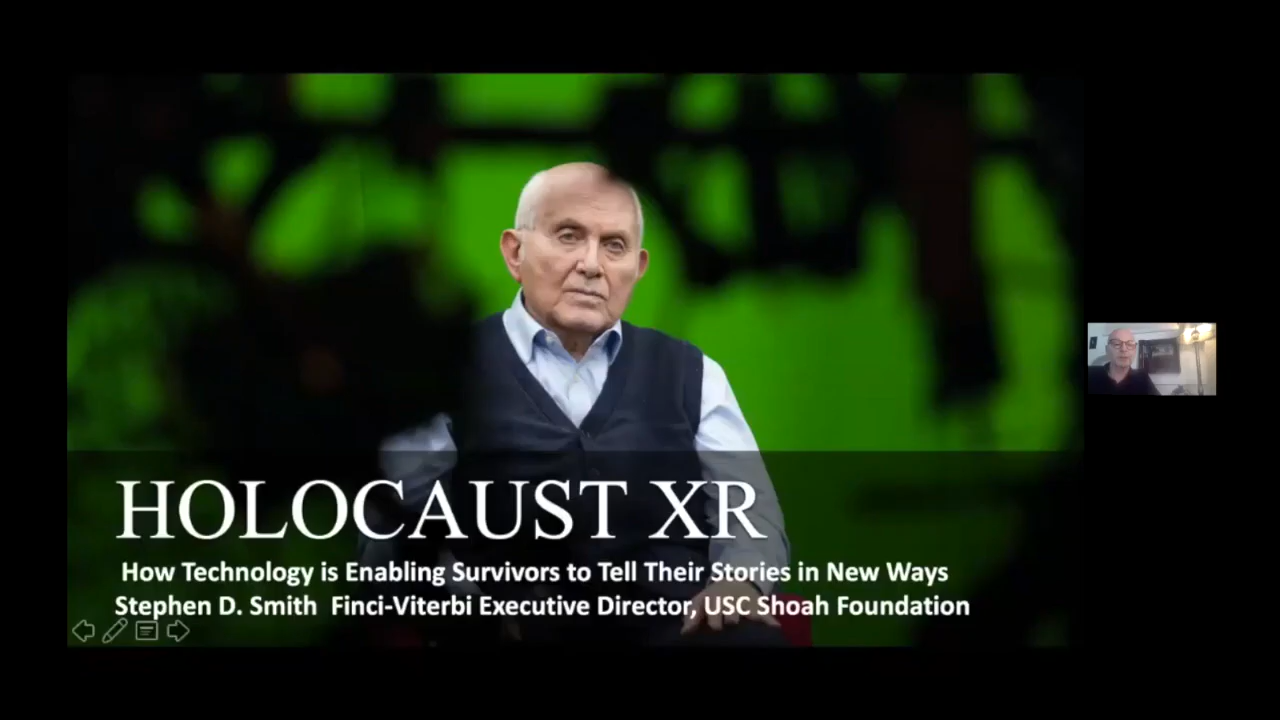 HOLOCAUST XR
How Technology is Enabling Survivors to Tell Their Stories in New Ways
Stephen D. Smith Finci-Viterbi Executive Director, USC Shoah Foundation